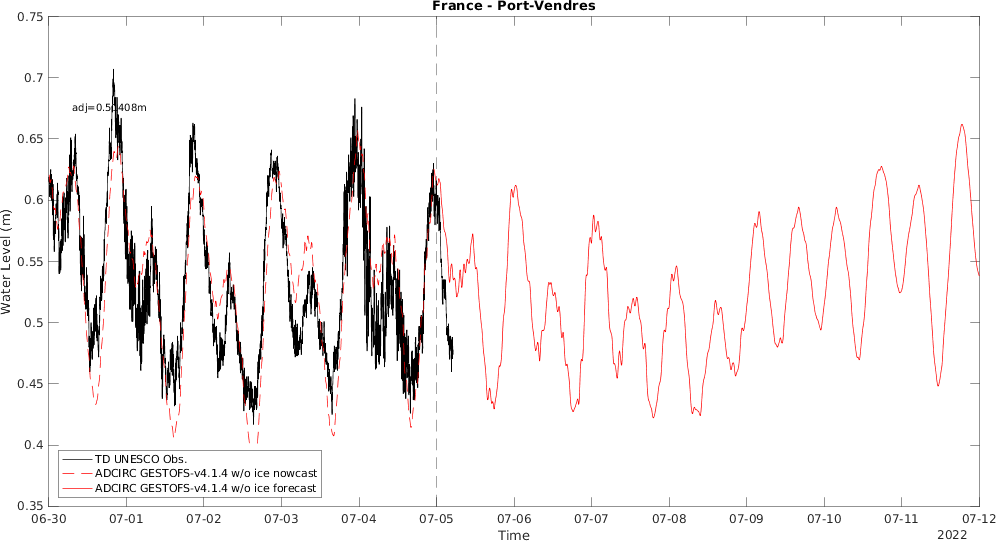 France - Port-Vendres
0.75
0.7
0.65
0.6
0.55
0.5
0.45
0.4
0.35
Water Level (m)
TD UNESCO Obs.
ADCIRC GESTOFS-v4.1.4 w/o ice nowcast
ADCIRC GESTOFS-v4.1.4 w/o ice forecast
06-30 07-01 07-02 07-03 07-04 07-05 07-06 07-07 07-08 07-09 07-10 07-11 07-12
Time
2022